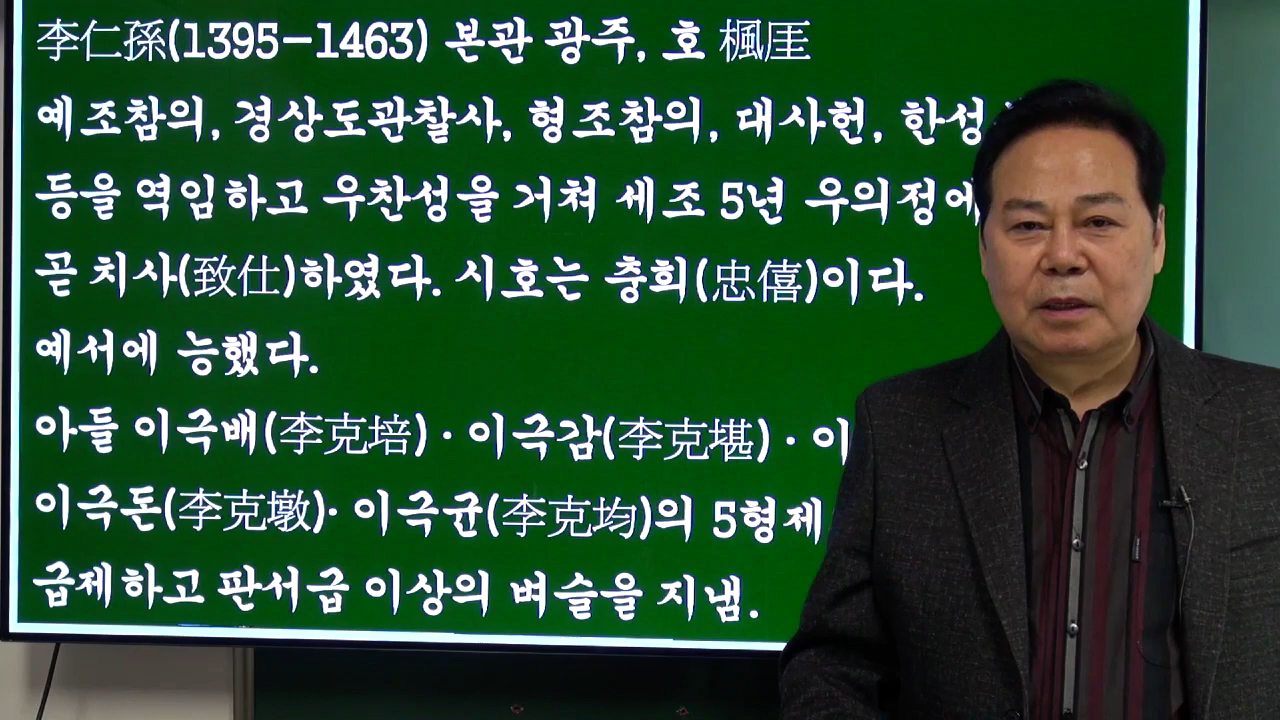 李仁孫(1395-1463) 본관 광주, 호 楓厓
예조참의, 경상도관찰사, 형조참의, 대사헌, 한성
등을 역임하고 우찬성을 거쳐 세조 5년 우의정에
곧 치사(致仕)하였다. 시호는 충희(忠僖)이다.
예서에 능했다.
아들 이극배(李克培)· 이극감(李克堪)· 이
이극돈(李克墩)· 이극균(李克均)의 5형제
급제하고 판서급 이상의 벼슬을 지냄.